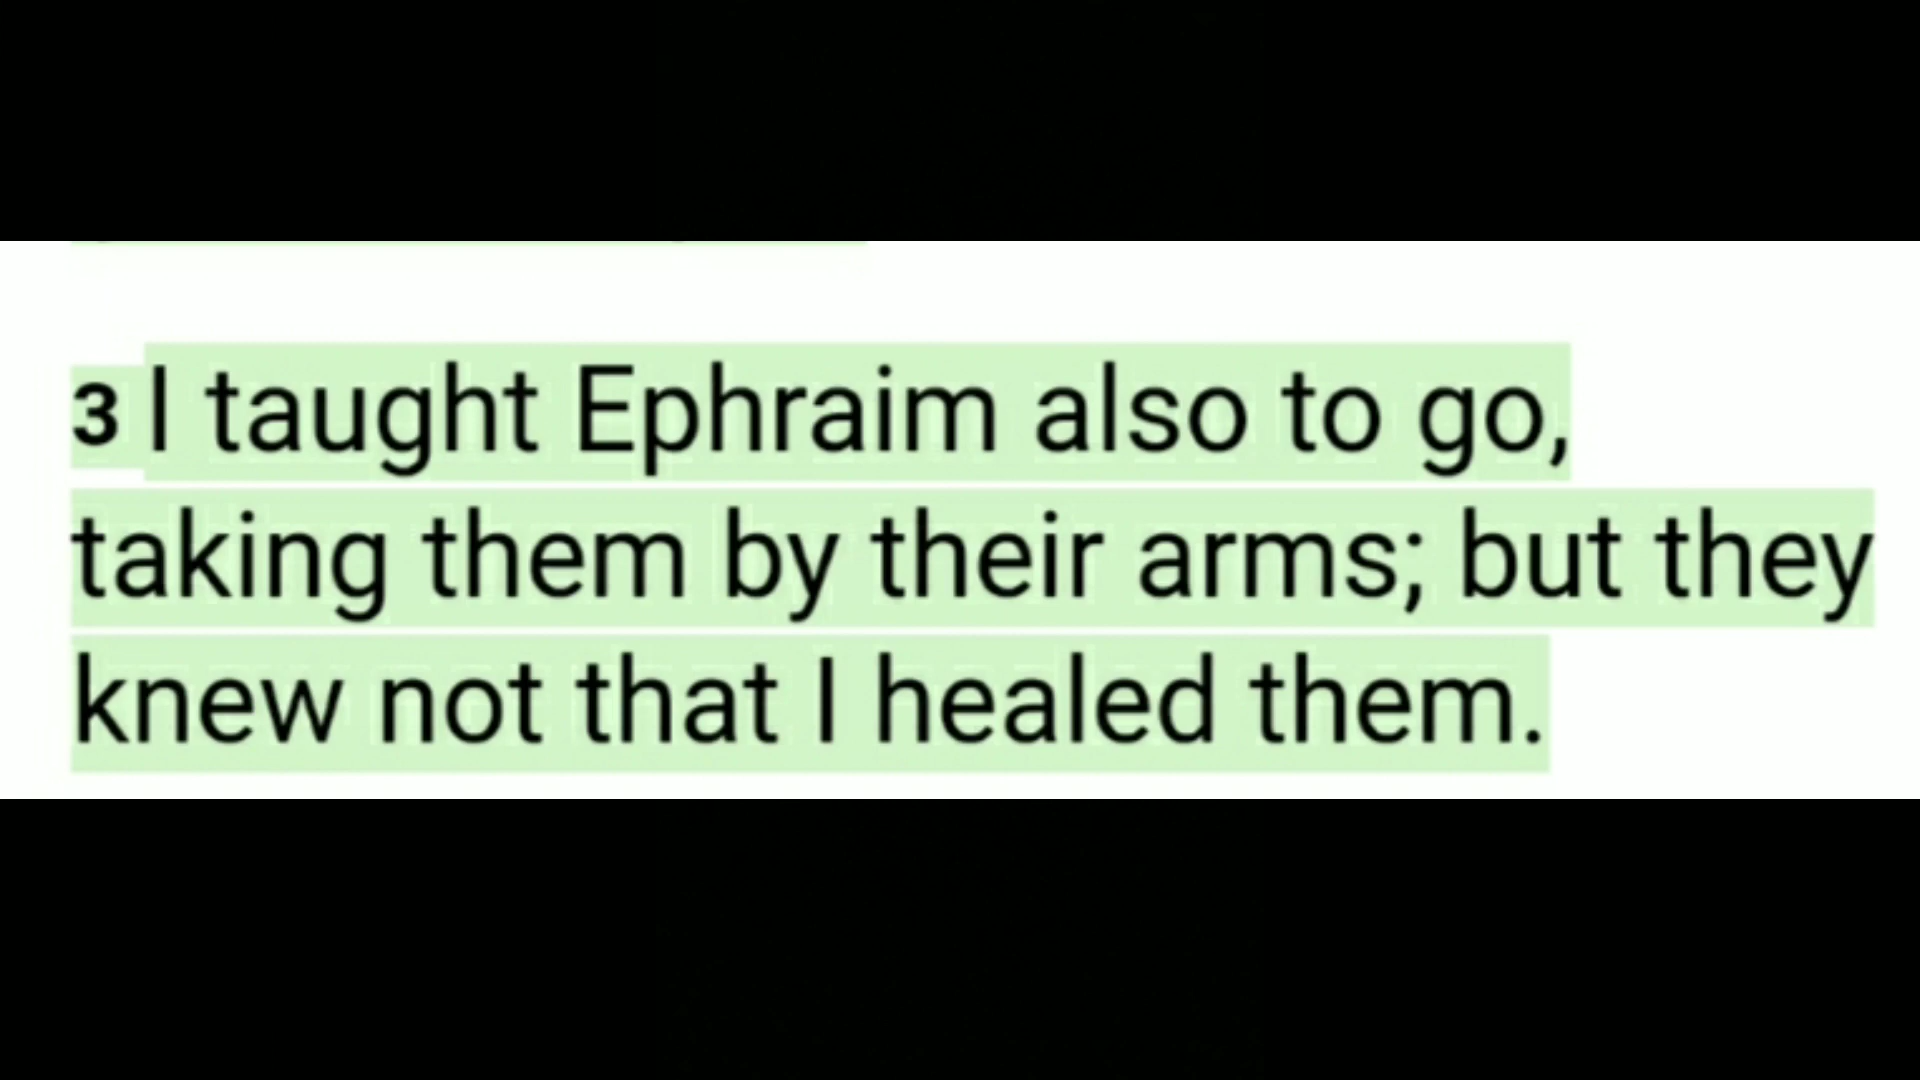 3 I taught Ephraim also to go,
taking them by their arms; but they
knew not that I healed them.